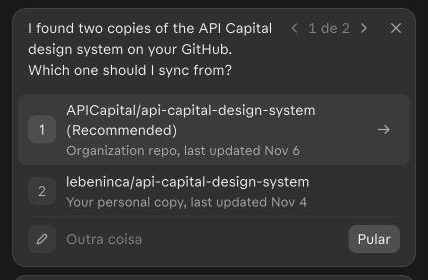 I found two copies of the API Capital
1 de 2
design system on your GitHub.
Which one should I sync from?
1
APICapital/api-capital-design-system
(Recommended)
Organization repo, last updated Nov 6
2
lebeninca/api-capital-design-system
Your personal copy, last updated Nov 4
Outra coisa
Pular